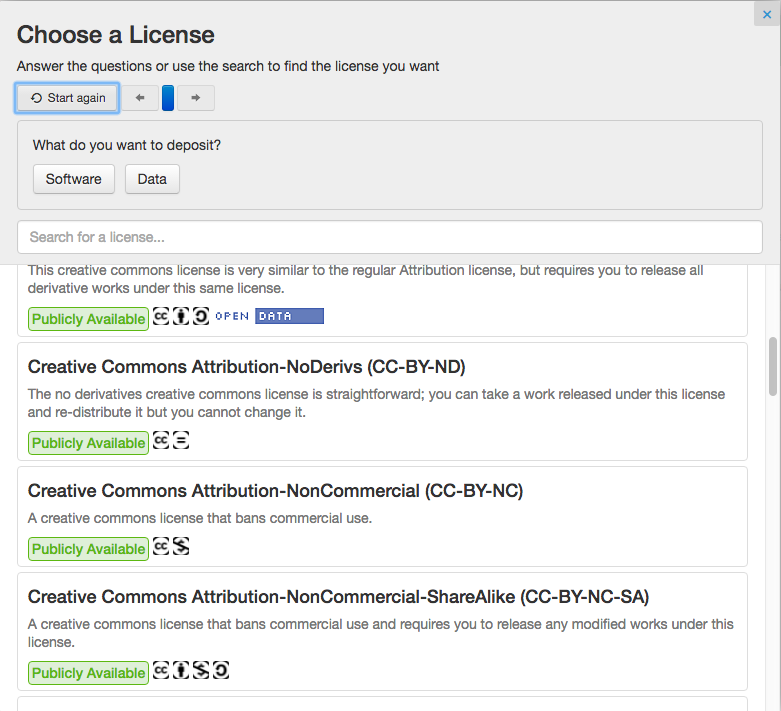 Choose a License
Answer the questions or use the search to find the license you want
Start again
What do you want to deposit?
Software
Data
Search for a license...
This creative commons license is very similar to the regular Attribution license, but requires you to release all
derivative works under this same license.
Publicly Available cc OPEN DATA
Creative Commons Attribution-NoDerivs (CC-BY-ND)
The no derivatives creative commons license is straightforward; you can take a work released under this license
and re-distribute it but you cannot change it.
Publicly Available cc =
Creative Commons Attribution-NonCommercial (CC-BY-NC)
A creative commons license that bans commercial use.
Publicly Available cc $
Creative Commons Attribution-NonCommercial-ShareAlike (CC-BY-NC-SA)
A creative commons license that bans commercial use and requires you to release any modified works under this
license.
Publicly Available cc $